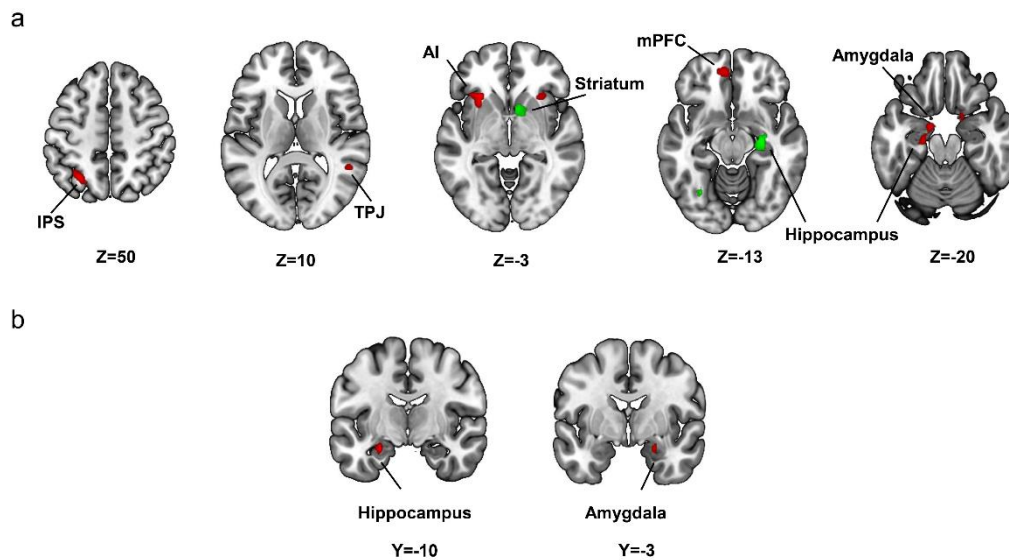 a
IPS
Z=50
TPJ
Z=10
AI
Striatum
Z=-3
mPFC
Z=-13
Amygdala
Hippocampus
Z=-20
b
Hippocampus
Y=-10
Amygdala
Y=-3